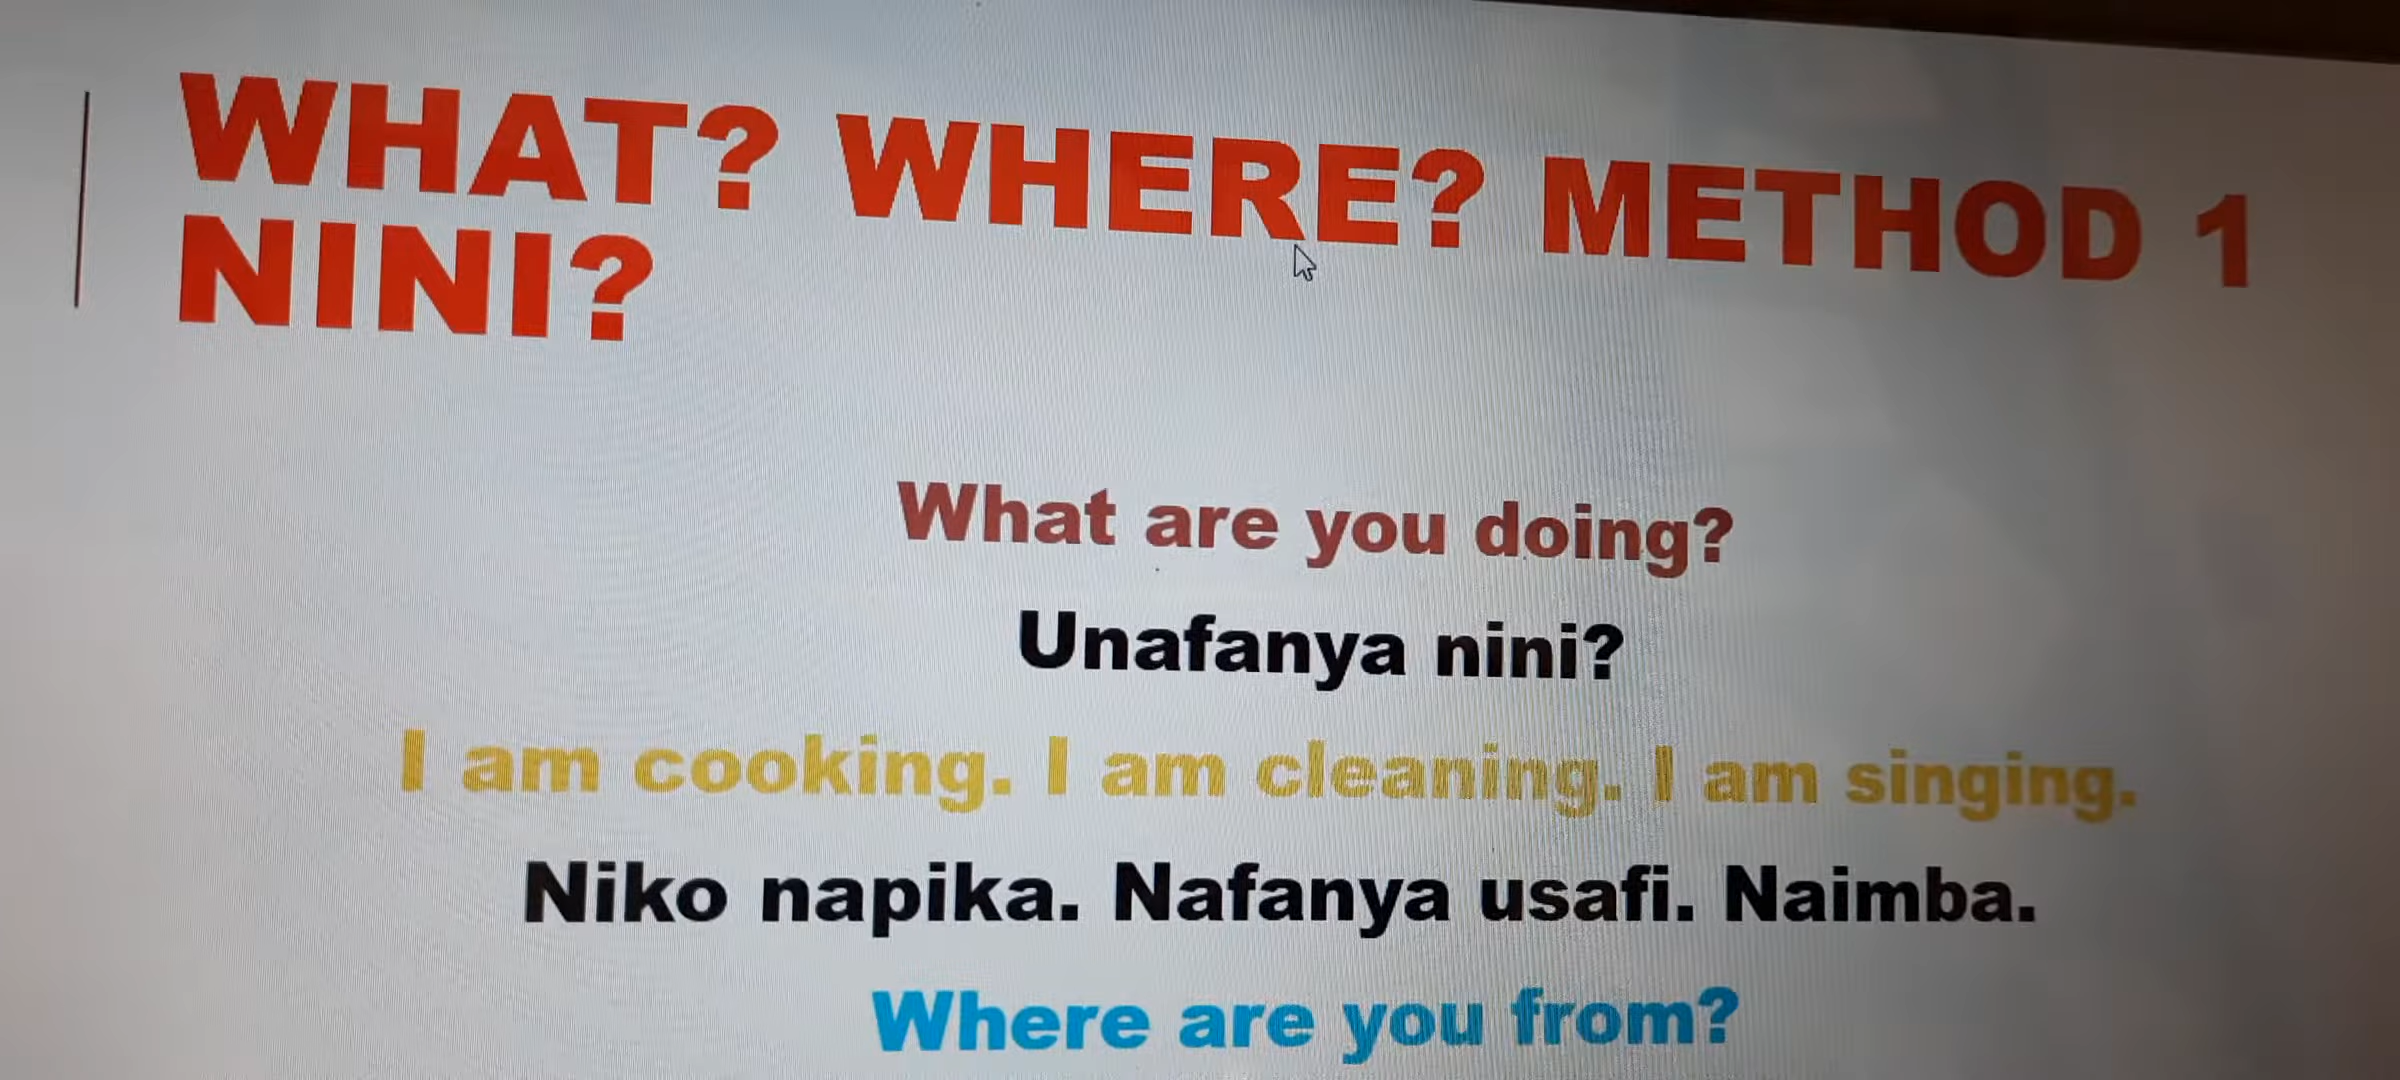 WHAT? WHERE? METHOD 1
NINI?
What are you doing?
Unafanya nini?
I am cooking. I am cleaning. I am singing.
Niko napika. Nafanya usafi. Naimba.
Where are you from?